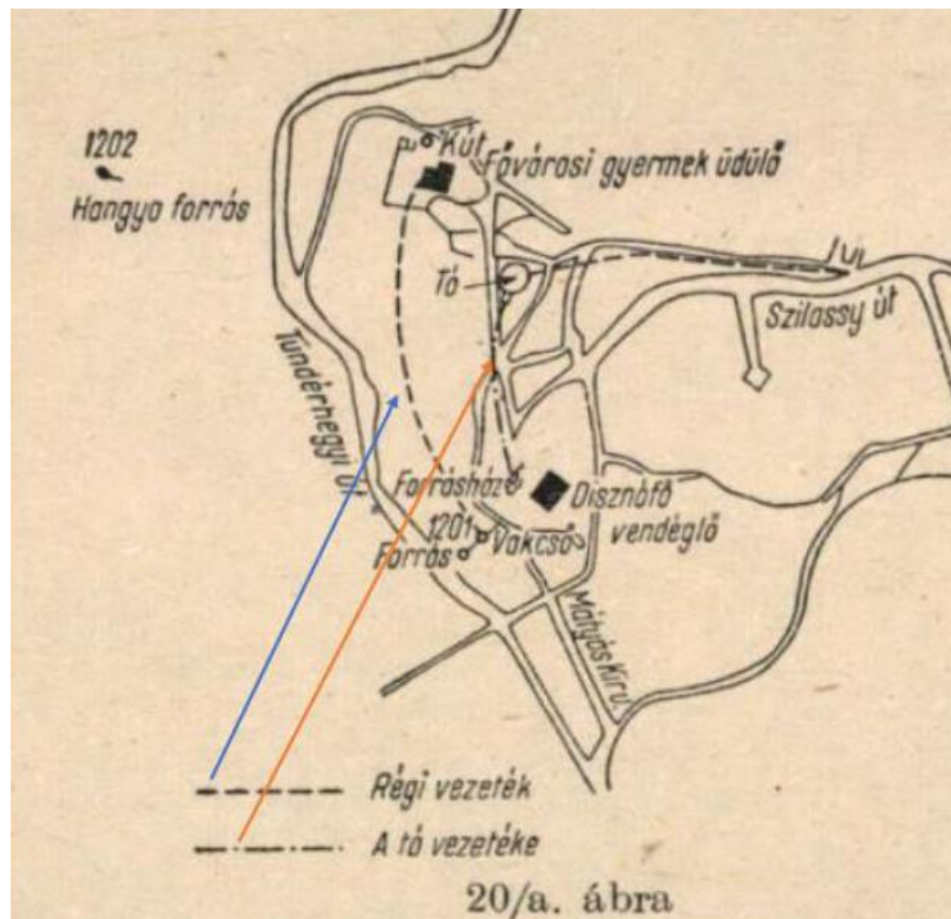 1202
Hangya forrás
Kút
Fővárosi gyermek üdülő
Tó
Szilassy út
Tündérhegyi út
Forrásház
1201
Forrás
Vakcső
Disznófő
vendéglő
Mátyás Kir. u.
Régi vezeték
A tó vezetéke
20/a. ábra